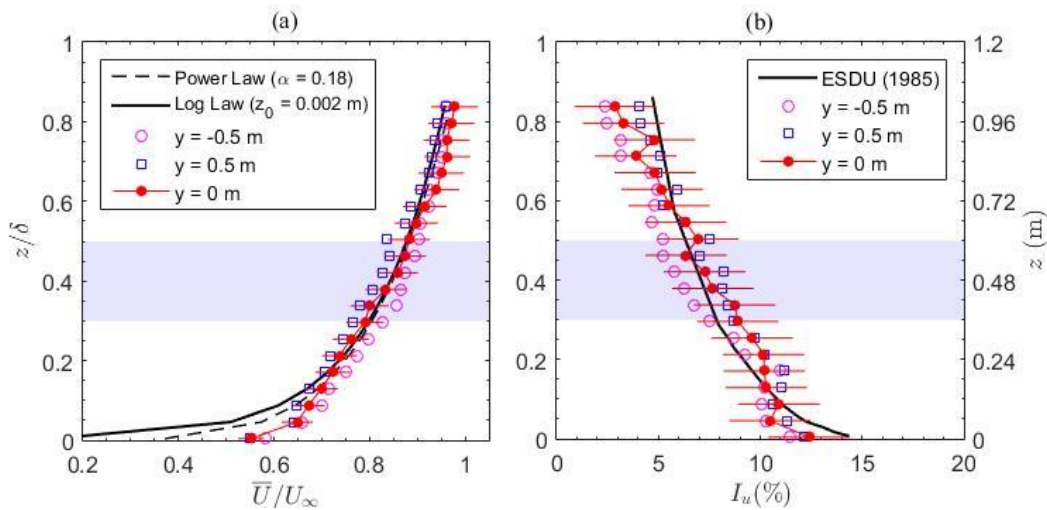 (a)
1
0.8
0.6
0.4
0.2
0
z/δ
Power Law (α = 0.18)
Log Law (z₀ = 0.002 m)
y = -0.5 m
y = 0.5 m
y = 0 m
0.2 0.4 0.6 0.8 1
U̅/U∞
(b)
1
0.8
0.6
0.4
0.2
0
ESDU (1985)
y = -0.5 m
y = 0.5 m
y = 0 m
1.2
0.96
0.72
0.48
0.24
0
z (m)
0 5 10 15 20
Iᵤ(%)